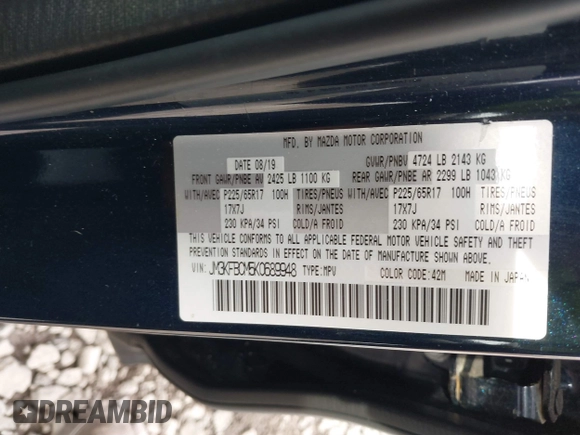 MFD. BY MAZDA MOTOR CORPORATION
DATE 08/19 GVWR/PNBV 4724 LB 2143 KG
FRONT GAWR/PNBE AV 2425 LB 1100 KG REAR GAWR/PNBE AR 2299 LB 1043 KG
WITH/AVEC P225/65R17 100H TIRES/PNEUS WITH/AVEC P225/65R17 100H TIRES/PNEUS
17X7J RIMS/JANTES 17X7J RIMS/JANTES
230 KPA/34 PSI COLD/A FROID 230 KPA/34 PSI COLD/A FROID
THIS VEHICLE CONFORMS TO ALL APPLICABLE FEDERAL MOTOR VEHICLE SAFETY AND THEFT
PREVENTION STANDARDS IN EFFECT ON THE DATE OF MANUFACTURE SHOWN ABOVE.
VIN: JM3KFBCM5K0689948 TYPE:MPV COLOR CODE:42M MADE IN JAPAN
DREAMBID